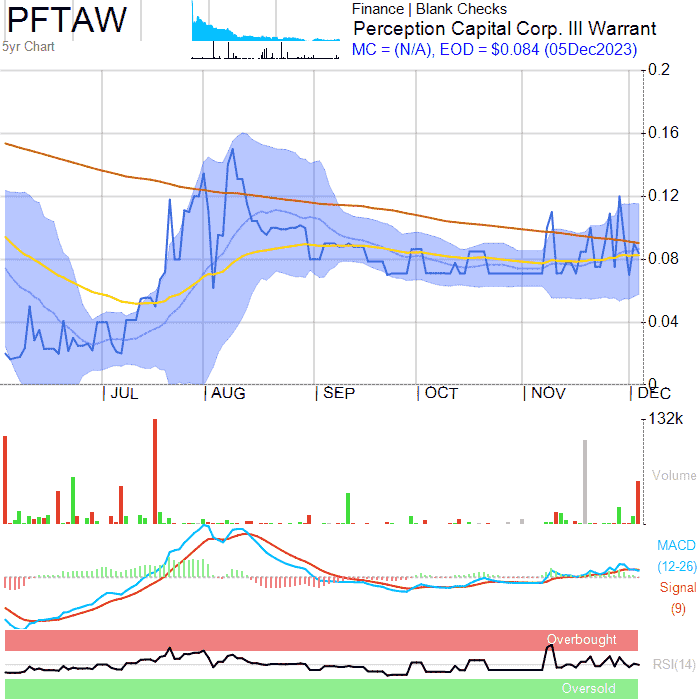 PFTAW
5yr Chart
Finance | Blank Checks
Perception Capital Corp. III Warrant
MC = (N/A), EOD = $0.084 (05Dec2023)
0.2
0.16
0.12
0.08
0.04
0
JUL AUG SEP OCT NOV DEC
132k
Volume
MACD
(12-26)
Signal
(9)
Overbought
RSI(14)
Oversold